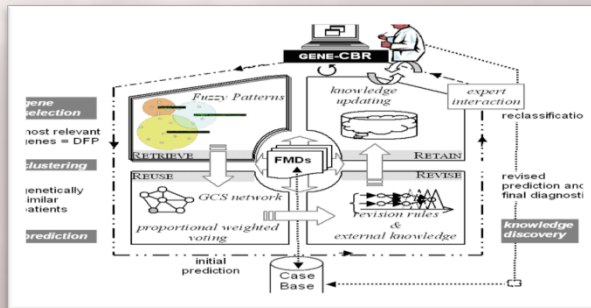 GENE-CBR
Fuzzy Patterns
knowledge
updating
expert
interaction
gene
selection
most relevant
genes = DFP
clustering
genetically
similar
patients
prediction
RETRIEVE
RETAIN
FMDs
REUSE
REVISE
GCS network
proportional weighted
voting
revision rules
&
external knowledge
reclassificatio
revised
prediction and
final diagnosti
knowledge
discovery
initial
prediction
Case
Base